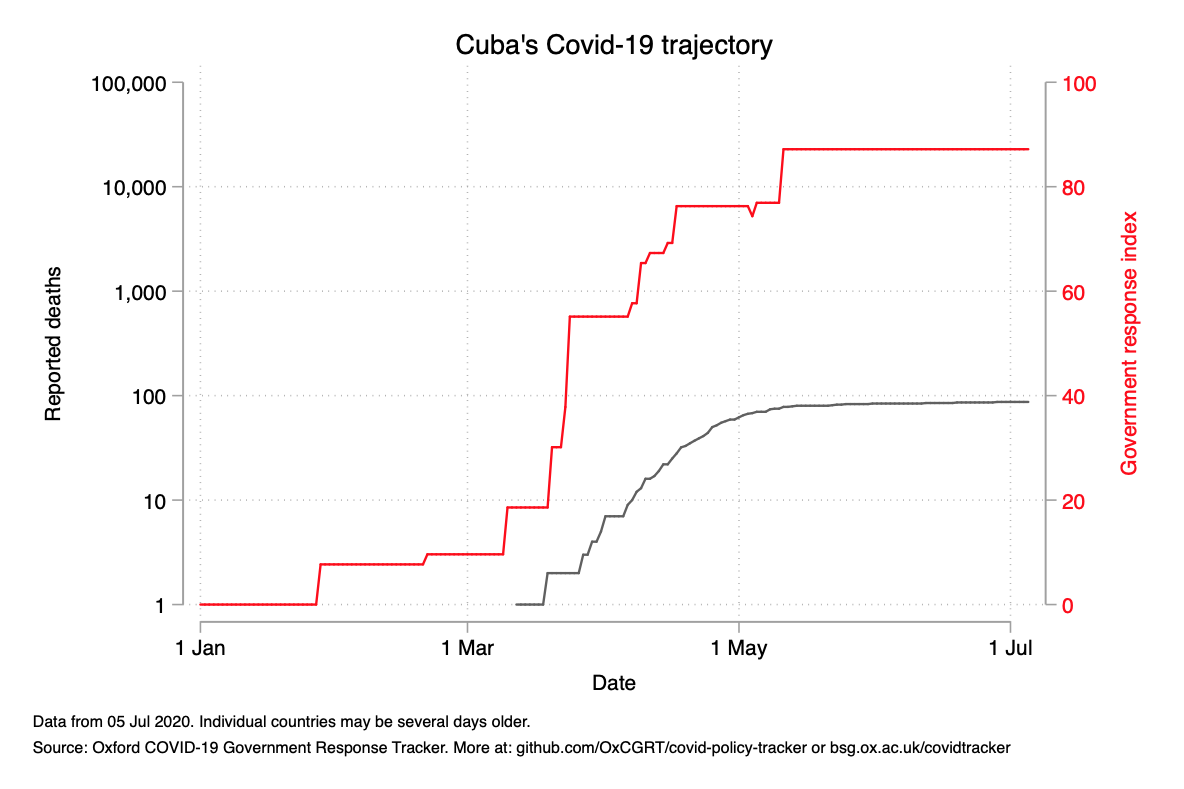 Cuba's Covid-19 trajectory
100,000
10,000
1,000
100
10
1
Reported deaths
100
80
60
40
20
0
Government response index
1 Jan
1 Mar
1 May
1 Jul
Date
Data from 05 Jul 2020. Individual countries may be several days older.
Source: Oxford COVID-19 Government Response Tracker. More at: github.com/OxCGRT/covid-policy-tracker or bsg.ox.ac.uk/covidtracker